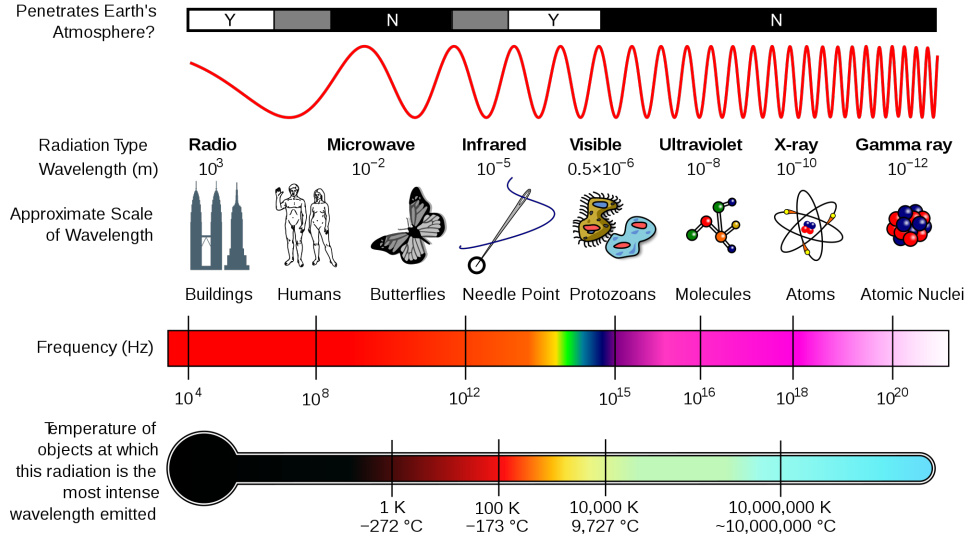 Penetrates Earth's
Atmosphere?
Y N Y N
Radiation Type
Radio Microwave Infrared Visible Ultraviolet X-ray Gamma ray
Wavelength (m)
10³ 10⁻² 10⁻⁵ 0.5×10⁻⁶ 10⁻⁸ 10⁻¹⁰ 10⁻¹²
Approximate Scale
of Wavelength
Buildings Humans Butterflies Needle Point Protozoans Molecules Atoms Atomic Nuclei
Frequency (Hz)
10⁴ 10⁸ 10¹² 10¹⁵ 10¹⁶ 10¹⁸ 10²⁰
Temperature of
objects at which
this radiation is the
most intense
wavelength emitted
1 K 100 K 10,000 K 10,000,000 K
−272 °C −173 °C 9,727 °C ~10,000,000 °C